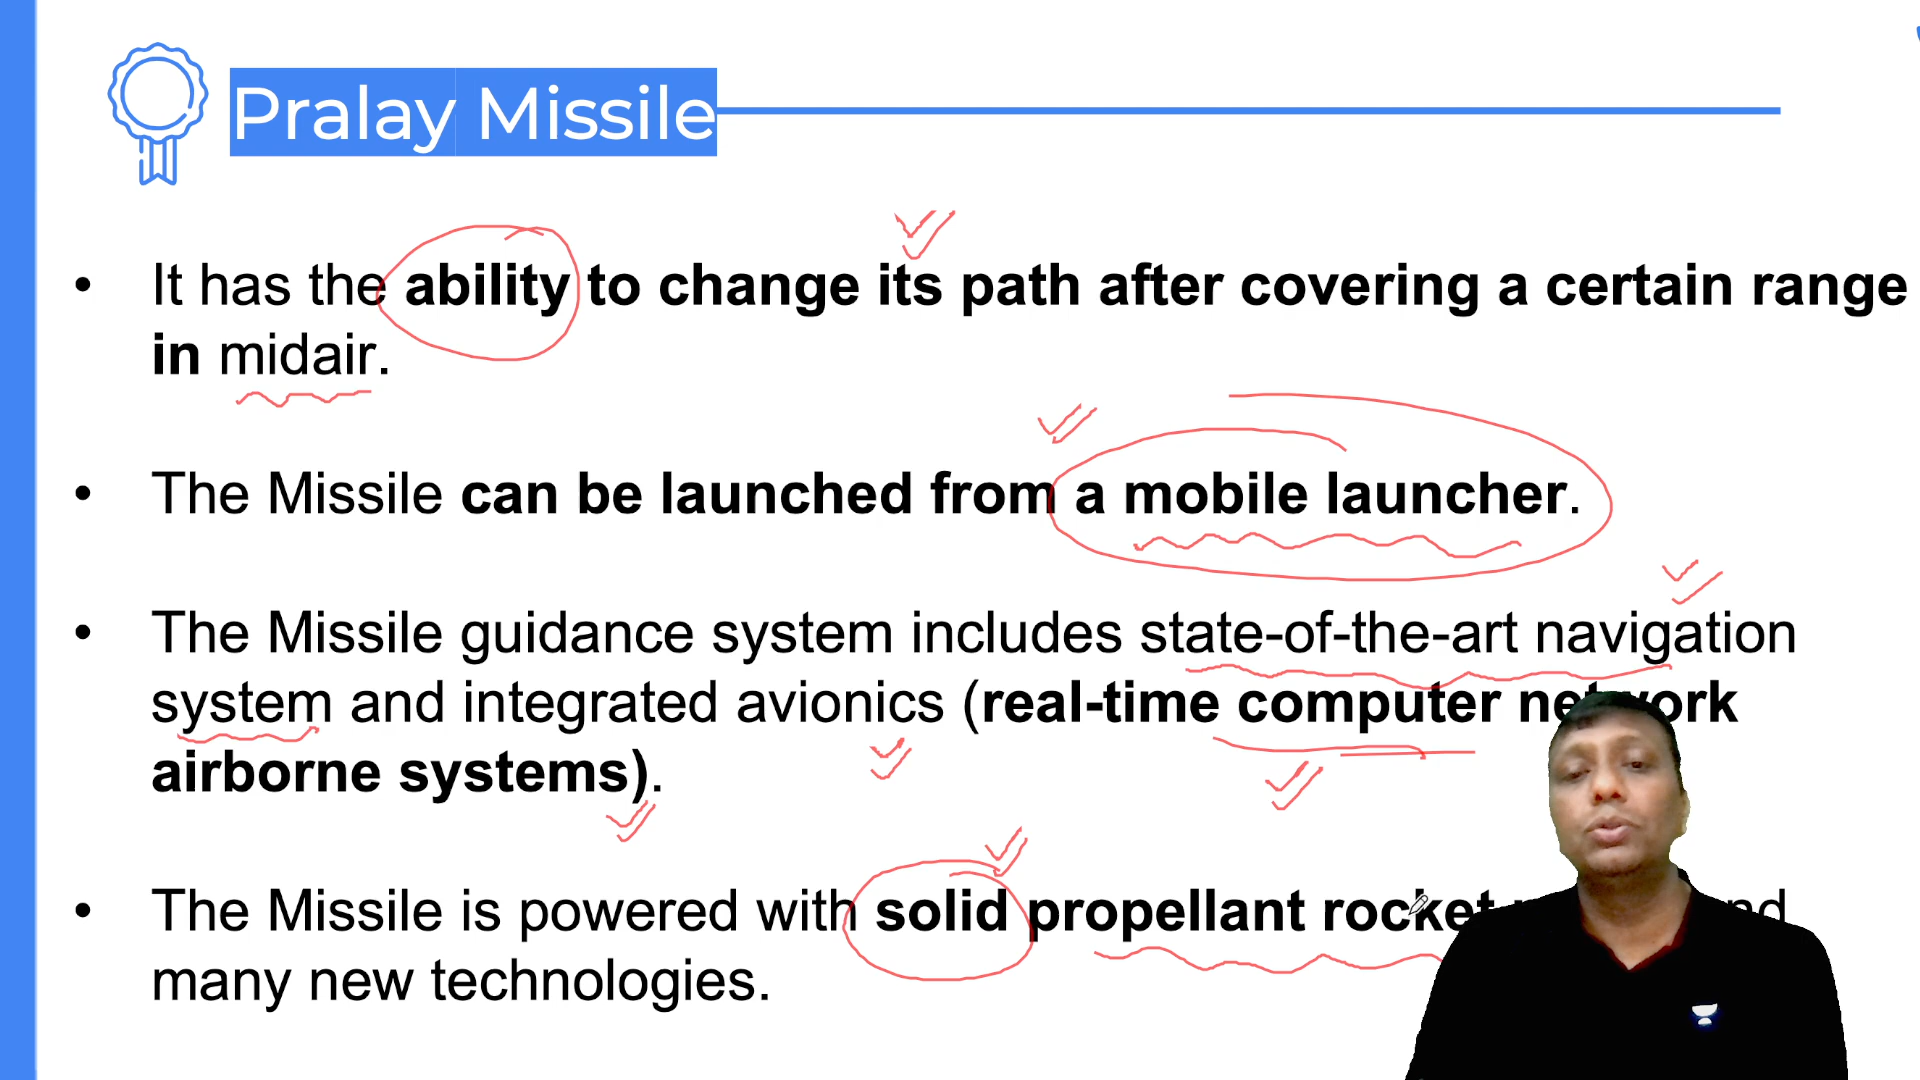 Pralay Missile
• It has the ability to change its path after covering a certain range
in midair.
• The Missile can be launched from a mobile launcher.
• The Missile guidance system includes state-of-the-art navigation
system and integrated avionics (real-time computer network
airborne systems).
• The Missile is powered with solid propellant rocket
many new technologies.